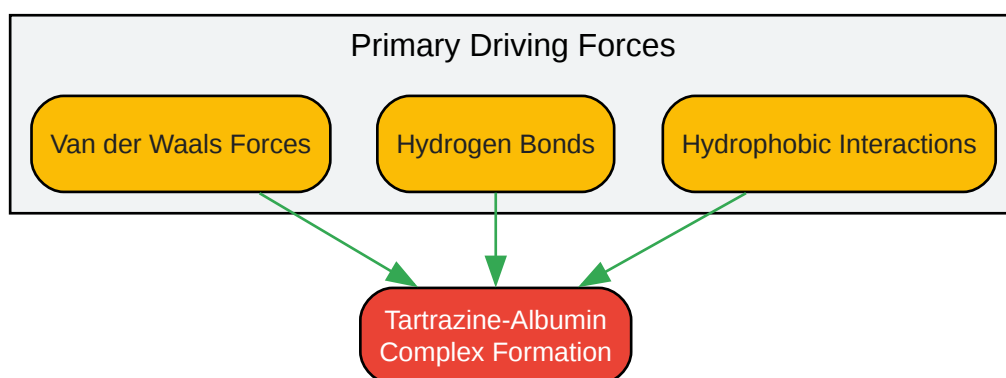 Primary Driving Forces
Van der Waals Forces
Hydrogen Bonds
Hydrophobic Interactions
Tartrazine-Albumin
Complex Formation